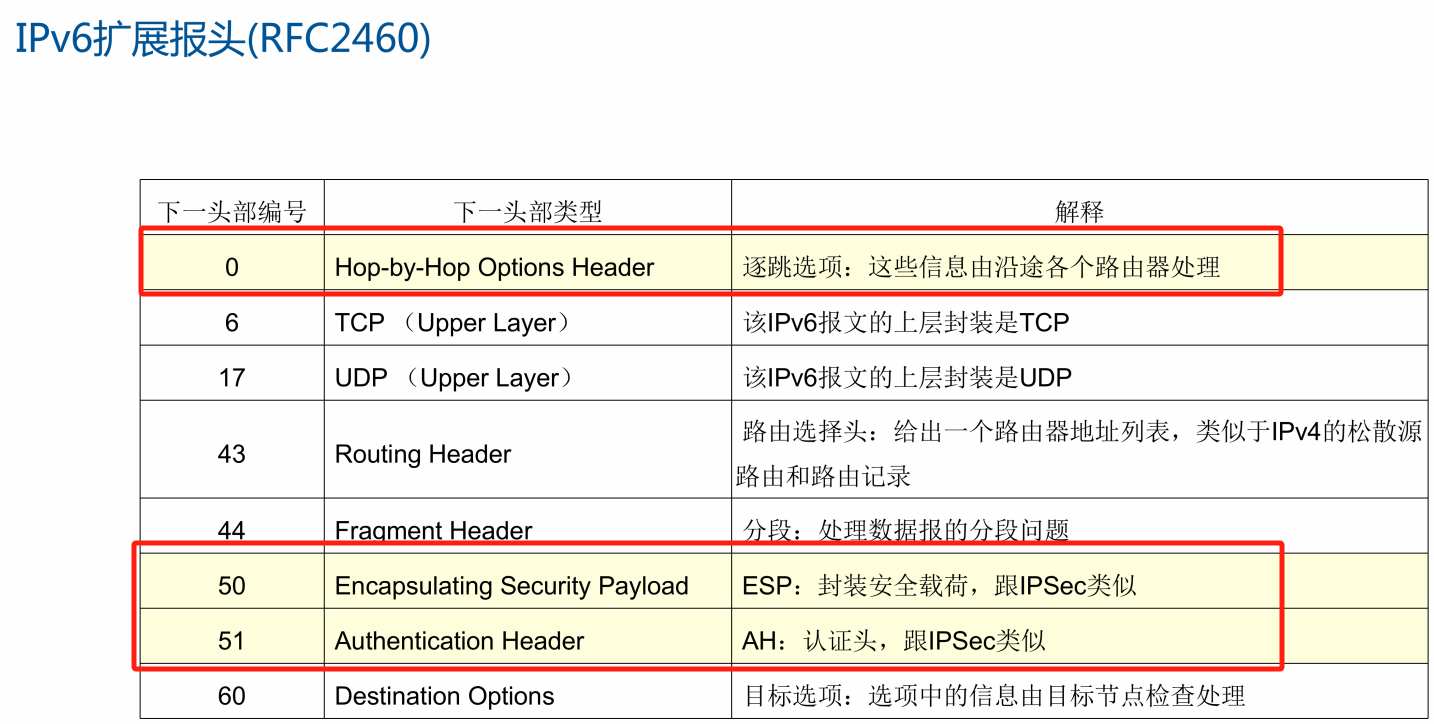 IPv6扩展报头(RFC2460)
下一头部编号 下一头部类型 解释
0 Hop-by-Hop Options Header 逐跳选项：这些信息由沿途各个路由器处理
6 TCP （Upper Layer） 该IPv6报文的上层封装是TCP
17 UDP （Upper Layer） 该IPv6报文的上层封装是UDP
43 Routing Header 路由选择头：给出一个路由器地址列表，类似于IPv4的松散源
路由和路由记录
44 Fragment Header 分段：处理数据报的分段问题
50 Encapsulating Security Payload ESP：封装安全载荷，跟IPSec类似
51 Authentication Header AH：认证头，跟IPSec类似
60 Destination Options 目标选项：选项中的信息由目标节点检查处理